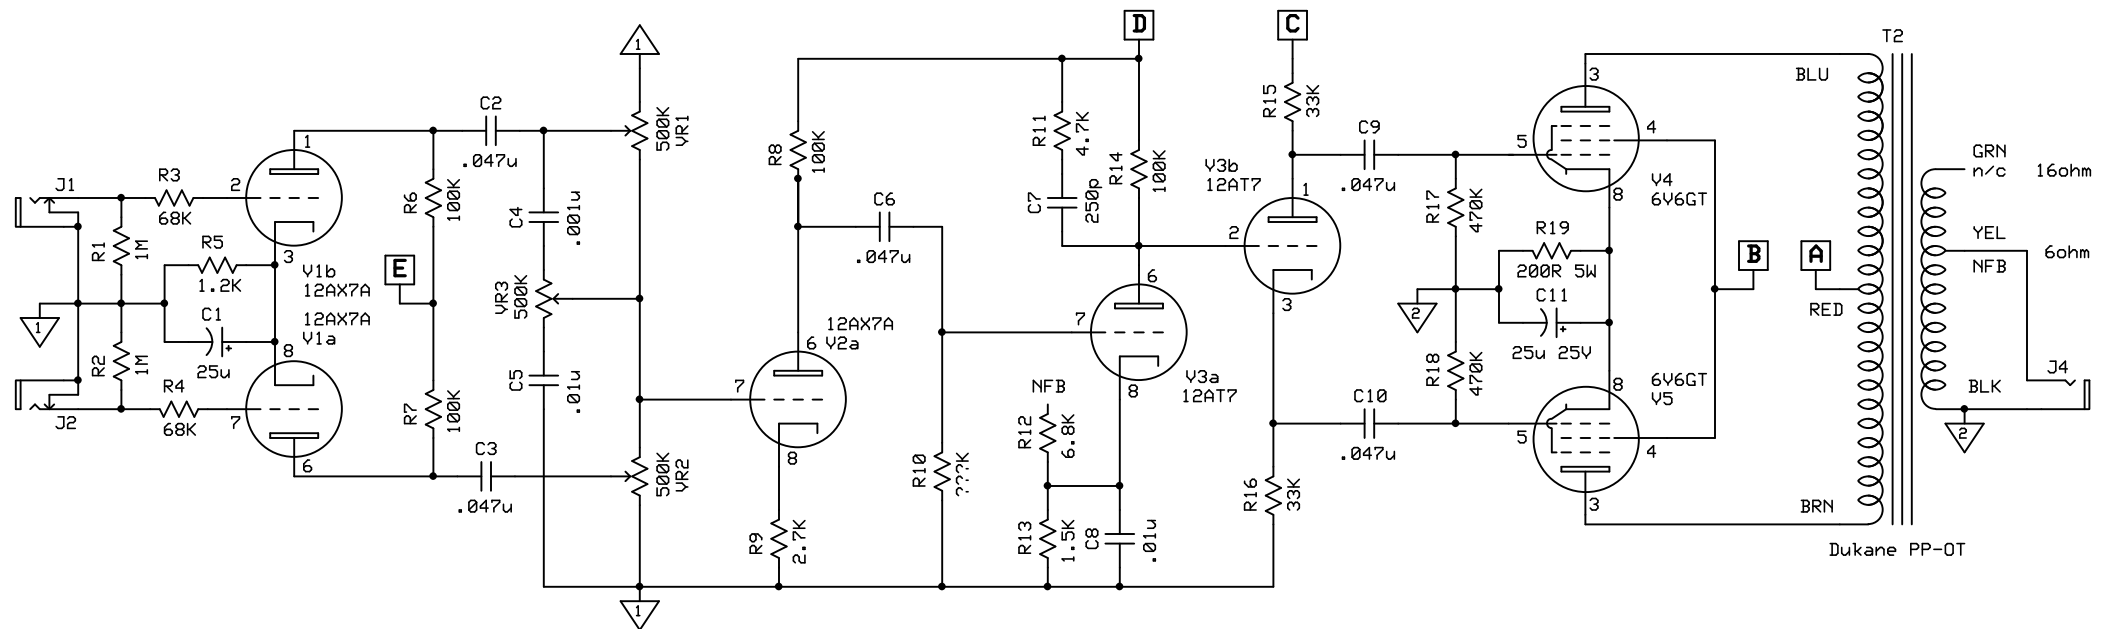 J1
R1
1M
R3
68K
R5
1.2K
C1
25u
1
R2
1M
R4
68K
J2
2
1
3
V1b
12AX7A
12AX7A
V1a
8
7
6
E
R6
100K
R7
100K
C2
.047u
C3
.047u
C4
.001u
VR3
500K
C5
.01u
1
500K
VR1
500K
VR2
1
R8
100K
12AX7A
6 V2a
7
8
R9
2.7K
C6
.047u
R10
???K
D
R11
4.7K
C7
250p
R14
100K
6
7
8
V3a
12AT7
NFB
R12
6.8K
R13
1.5K
C8
.01u
C
R15
33K
V3b
12AT7
1
2
3
R16
33K
C9
.047u
C10
.047u
R17
470K
R18
470K
2
R19
200R 5W
C11
25u 25V
3
5
4
8
V4
6V6GT
8
6V6GT
V5
5
4
3
B
A
RED
BLU
BRN
T2
Dukane PP-OT
GRN
n/c 16ohm
YEL
NFB
6ohm
BLK
J4
2